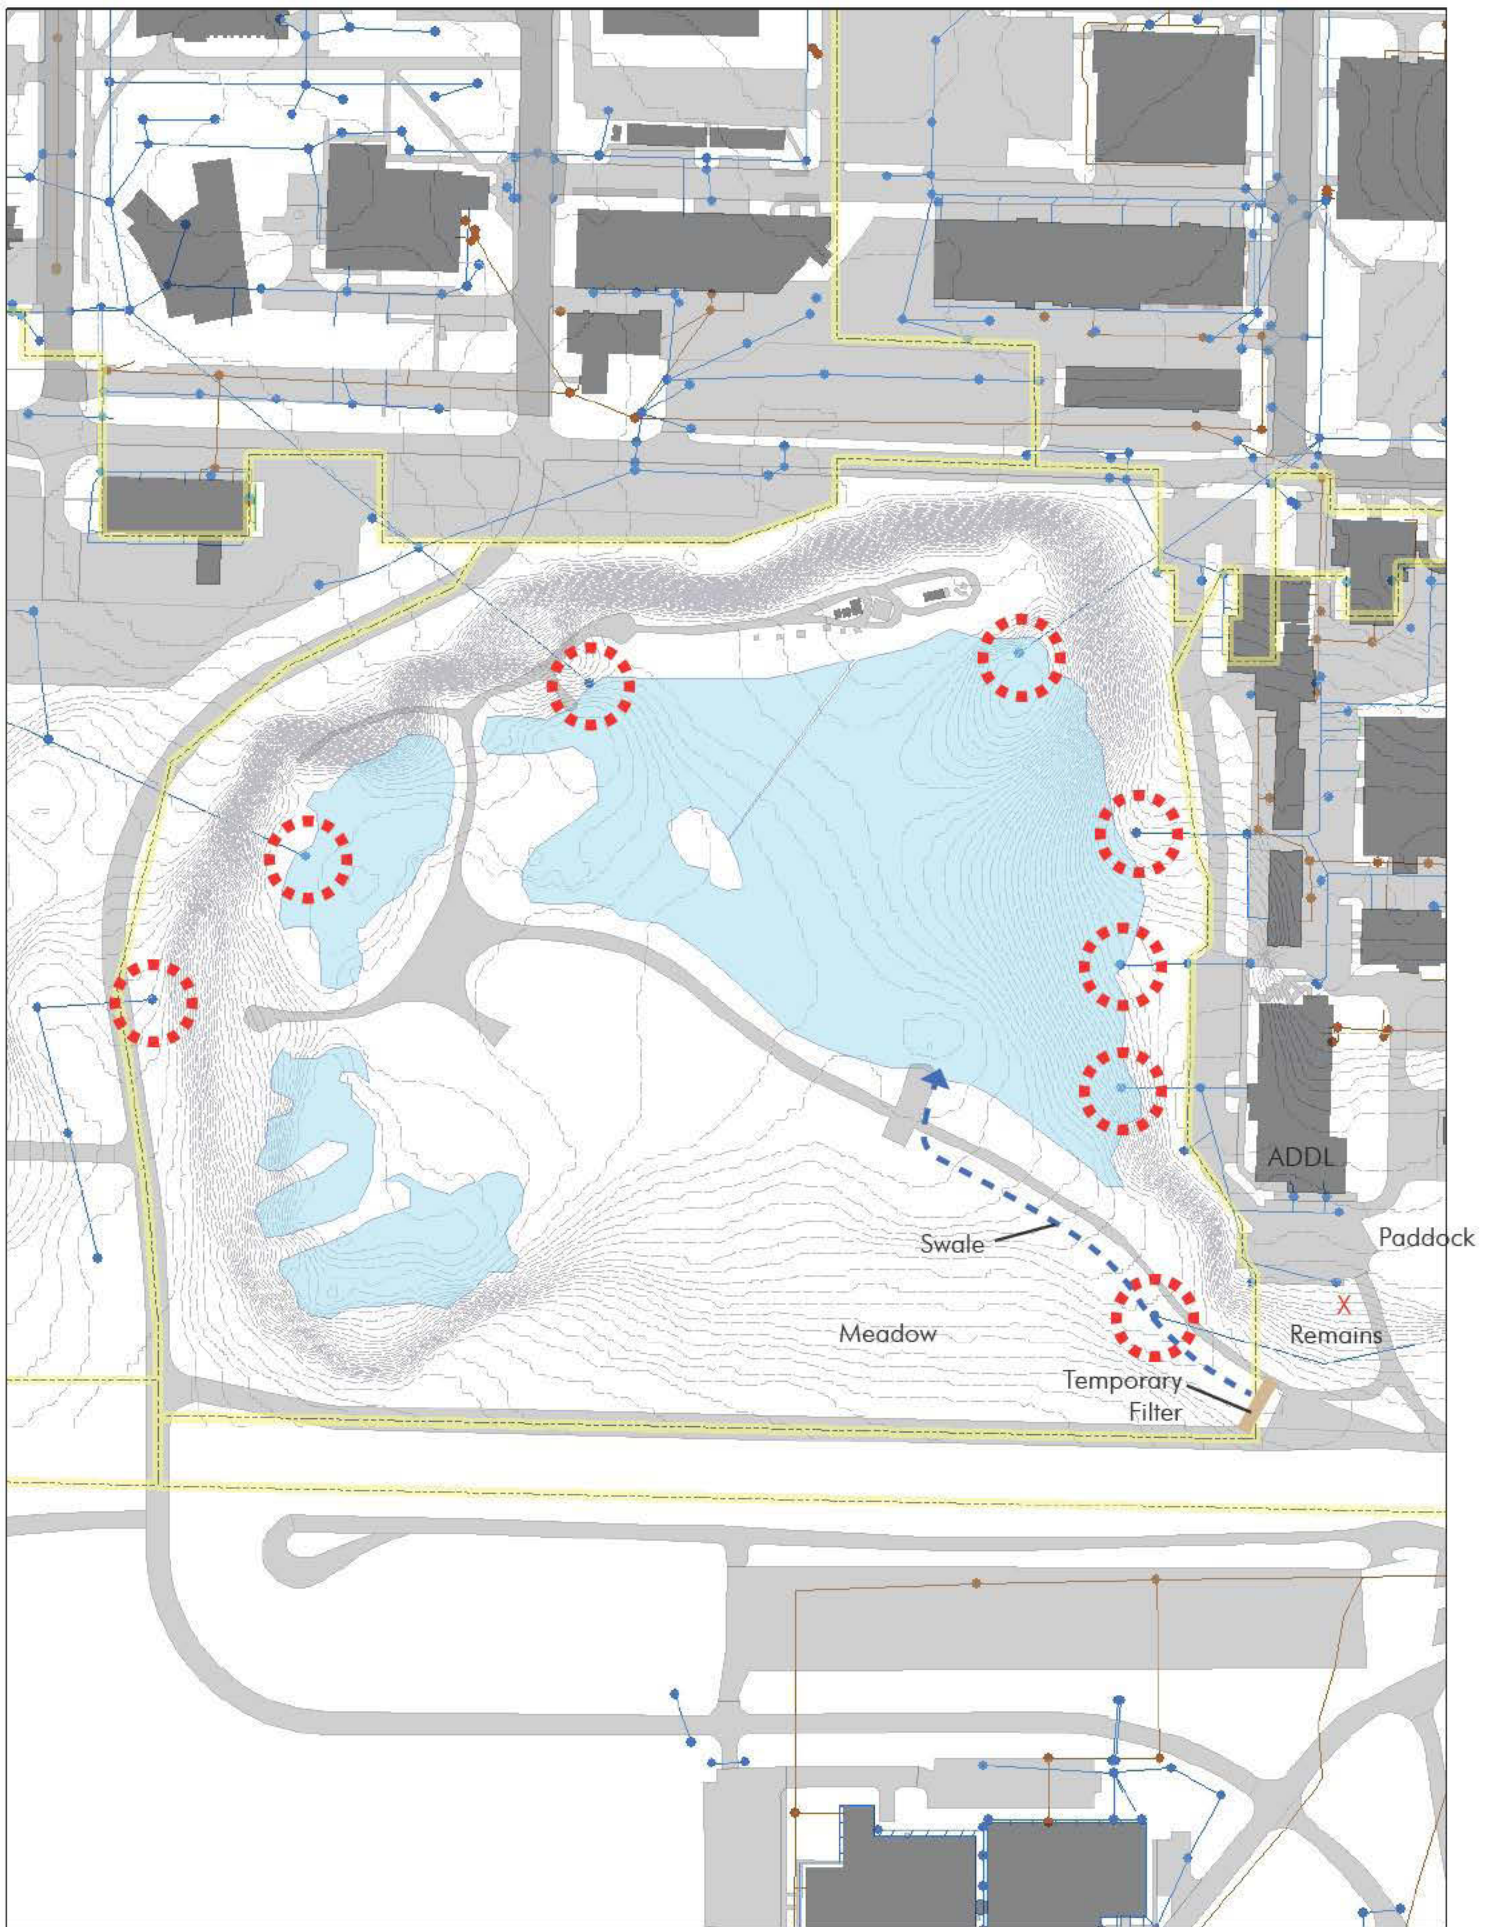 ADDL
Paddock
Swale
X
Remains
Meadow
Temporary
Filter